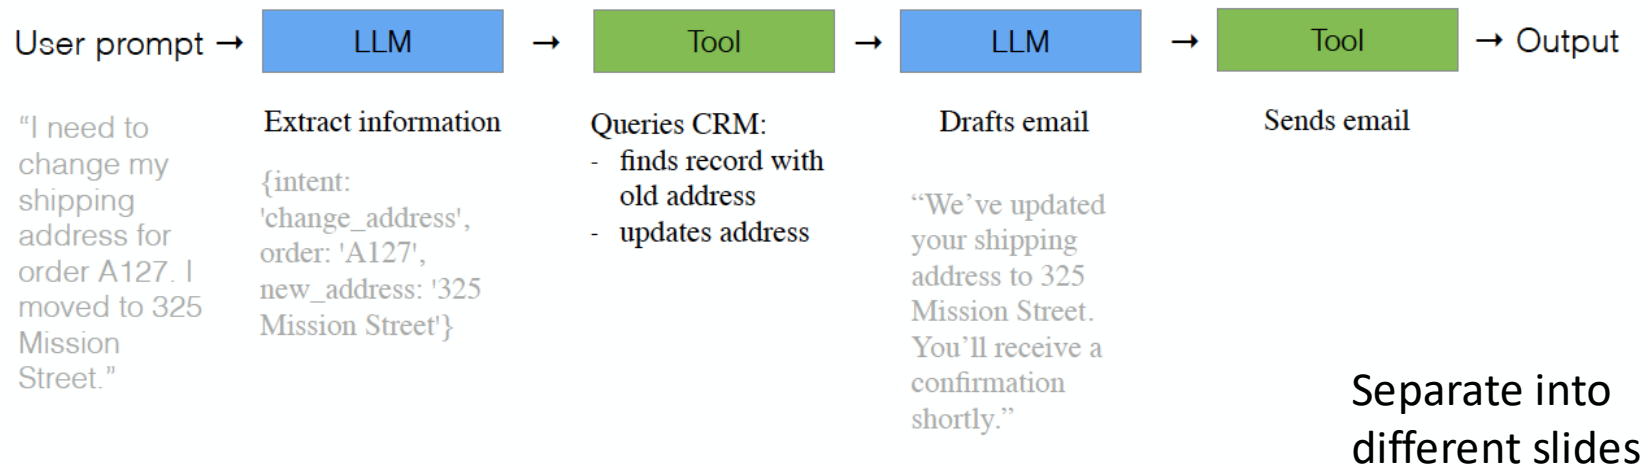 User prompt → LLM → Tool → LLM → Tool → Output
“I need to
change my
shipping
address for
order A127. I
moved to 325
Mission
Street.”
Extract information
{intent:
'change_address',
order: 'A127',
new_address: '325
Mission Street'}
Queries CRM:
- finds record with
old address
- updates address
Drafts email
“We’ve updated
your shipping
address to 325
Mission Street.
You’ll receive a
confirmation
shortly.”
Sends email
Separate into
different slides